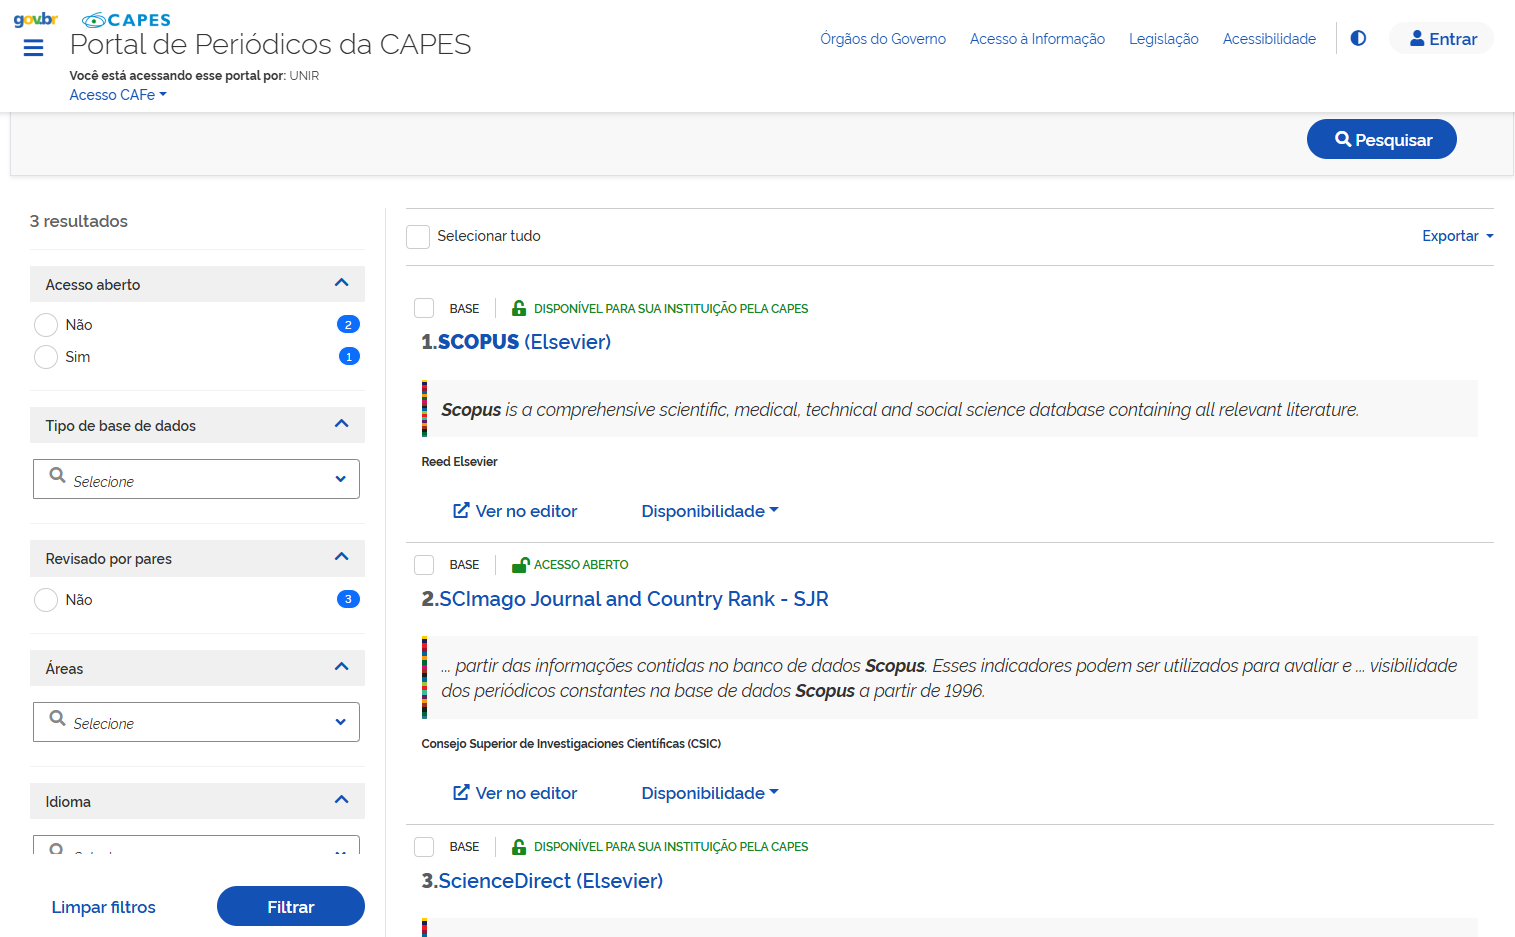 gov.br CAPES
Portal de Periódicos da CAPES
Você está acessando esse portal por: UNIR
Acesso CAFe
Órgãos do Governo Acesso à Informação Legislação Acessibilidade Entrar
Pesquisar
3 resultados
Acesso aberto
Não 2
Sim 1
Tipo de base de dados
Selecione
Revisado por pares
Não 3
Áreas
Selecione
Idioma
Limpar filtros Filtrar
Selecionar tudo Exportar
BASE DISPONÍVEL PARA SUA INSTITUIÇÃO PELA CAPES
1.SCOPUS (Elsevier)
Scopus is a comprehensive scientific, medical, technical and social science database containing all relevant literature.
Reed Elsevier
Ver no editor Disponibilidade
BASE ACESSO ABERTO
2.SCImago Journal and Country Rank - SJR
... partir das informações contidas no banco de dados Scopus. Esses indicadores podem ser utilizados para avaliar e ... visibilidade
dos periódicos constantes na base de dados Scopus a partir de 1996.
Consejo Superior de Investigaciones Científicas (CSIC)
Ver no editor Disponibilidade
BASE DISPONÍVEL PARA SUA INSTITUIÇÃO PELA CAPES
3.ScienceDirect (Elsevier)